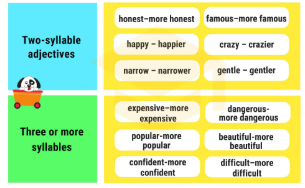 Two-syllable
adjectives
honest–more honest
famous–more famous
happy – happier
crazy – crazier
narrow – narrower
gentle – gentler
Three or more
syllables
expensive–more
expensive
dangerous-
more dangerous
popular-more
popular
beautiful-more
beautiful
confident–more
confident
difficult–more
difficult